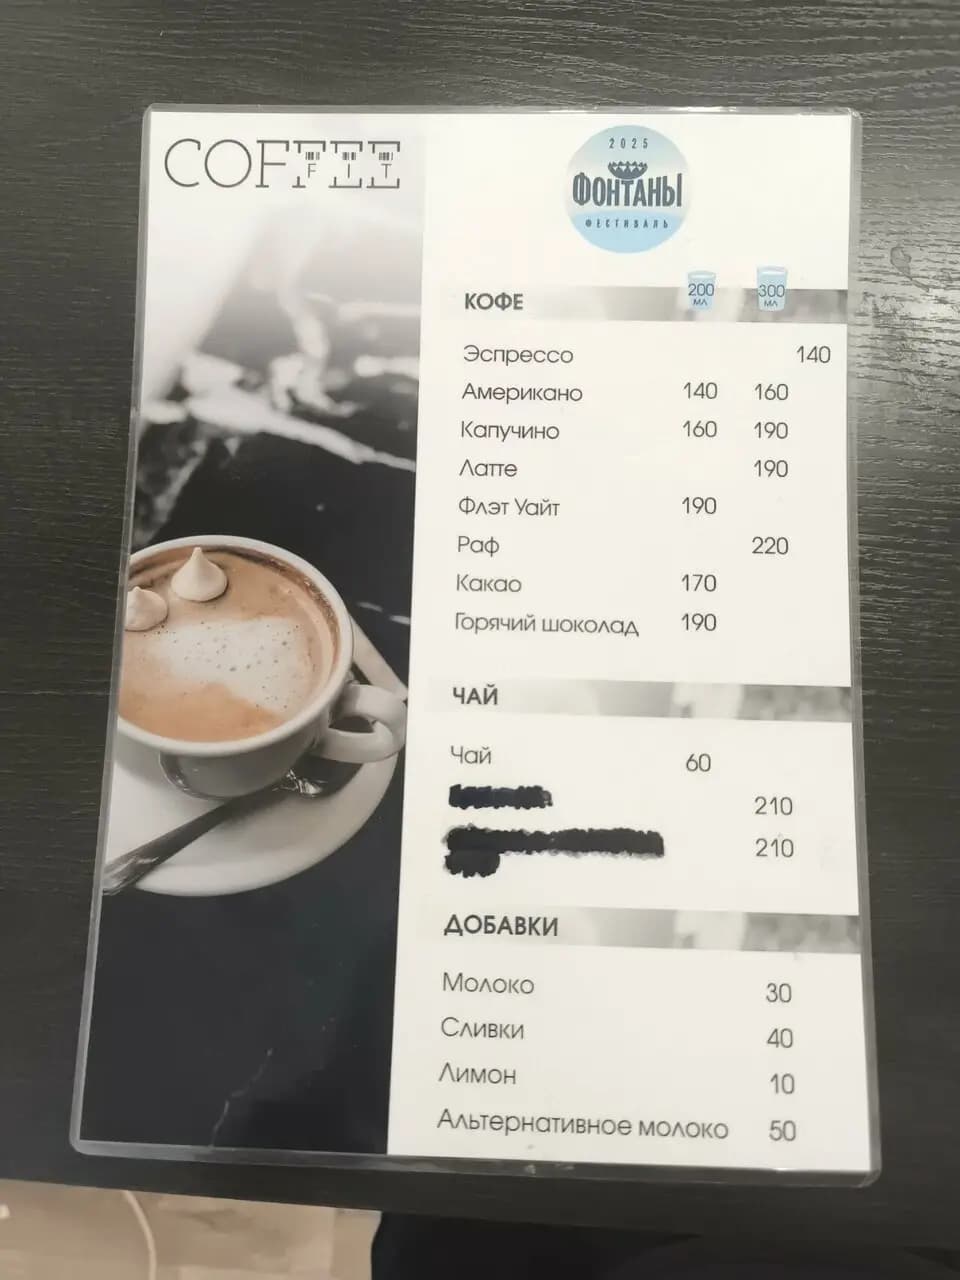 COFFEE
FIT
2025
ФОНТАНЫ
ФЕСТИВАЛЬ
КОФЕ 200 МЛ 300 МЛ
Эспрессо 140
Американо 140 160
Капучино 160 190
Латте 190
Флэт Уайт 190
Раф 220
Какао 170
Горячий шоколад 190
ЧАЙ
Чай 60
210
210
ДОБАВКИ
Молоко 30
Сливки 40
Лимон 10
Альтернативное молоко 50